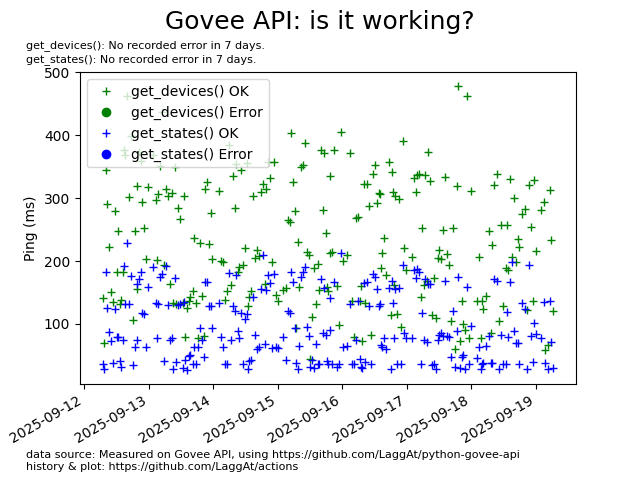 Govee API: is it working?
get_devices(): No recorded error in 7 days.
get_states(): No recorded error in 7 days.
500
get_devices() OK
get_devices() Error
get_states() OK
get_states() Error
400
300
200
100
Ping (ms)
2025-09-12
2025-09-13
2025-09-14
2025-09-15
2025-09-16
2025-09-17
2025-09-18
2025-09-19
data source: Measured on Govee API, using https://github.com/LaggAt/python-govee-api
history & plot: https://github.com/LaggAt/actions